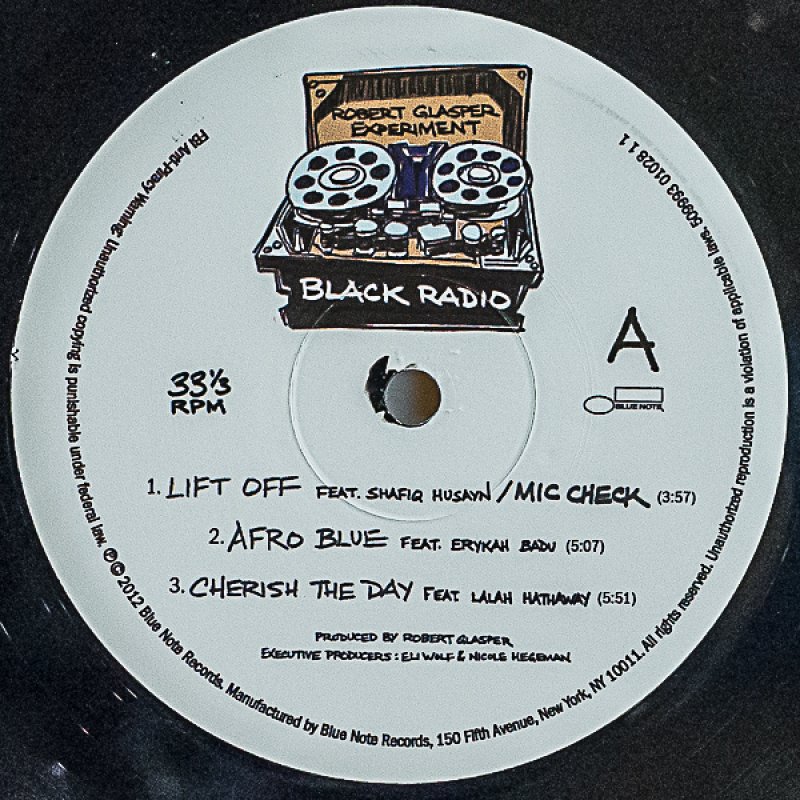 ROBERT GLASPER
EXPERIMENT
BLACK RADIO
A
BLUE NOTE
33⅓
RPM
1. LIFT OFF FEAT. SHAFIQ HUSAYN / MIC CHECK (3:57)
2. AFRO BLUE FEAT. ERYKAH BADU (5:07)
3. CHERISH THE DAY FEAT. LALAH HATHAWAY (5:51)
PRODUCED BY ROBERT GLASPER
EXECUTIVE PRODUCERS: ELI WOLF & NICOLE HEGEMAN
FBI Anti-Piracy Warning: Unauthorized copying is punishable under federal law. ℗© 2012 Blue Note Records. Manufactured by Blue Note Records, 150 Fifth Avenue, New York, NY 10011. All rights reserved. Unauthorized reproduction is a violation of applicable laws. 509993 01028 1 1